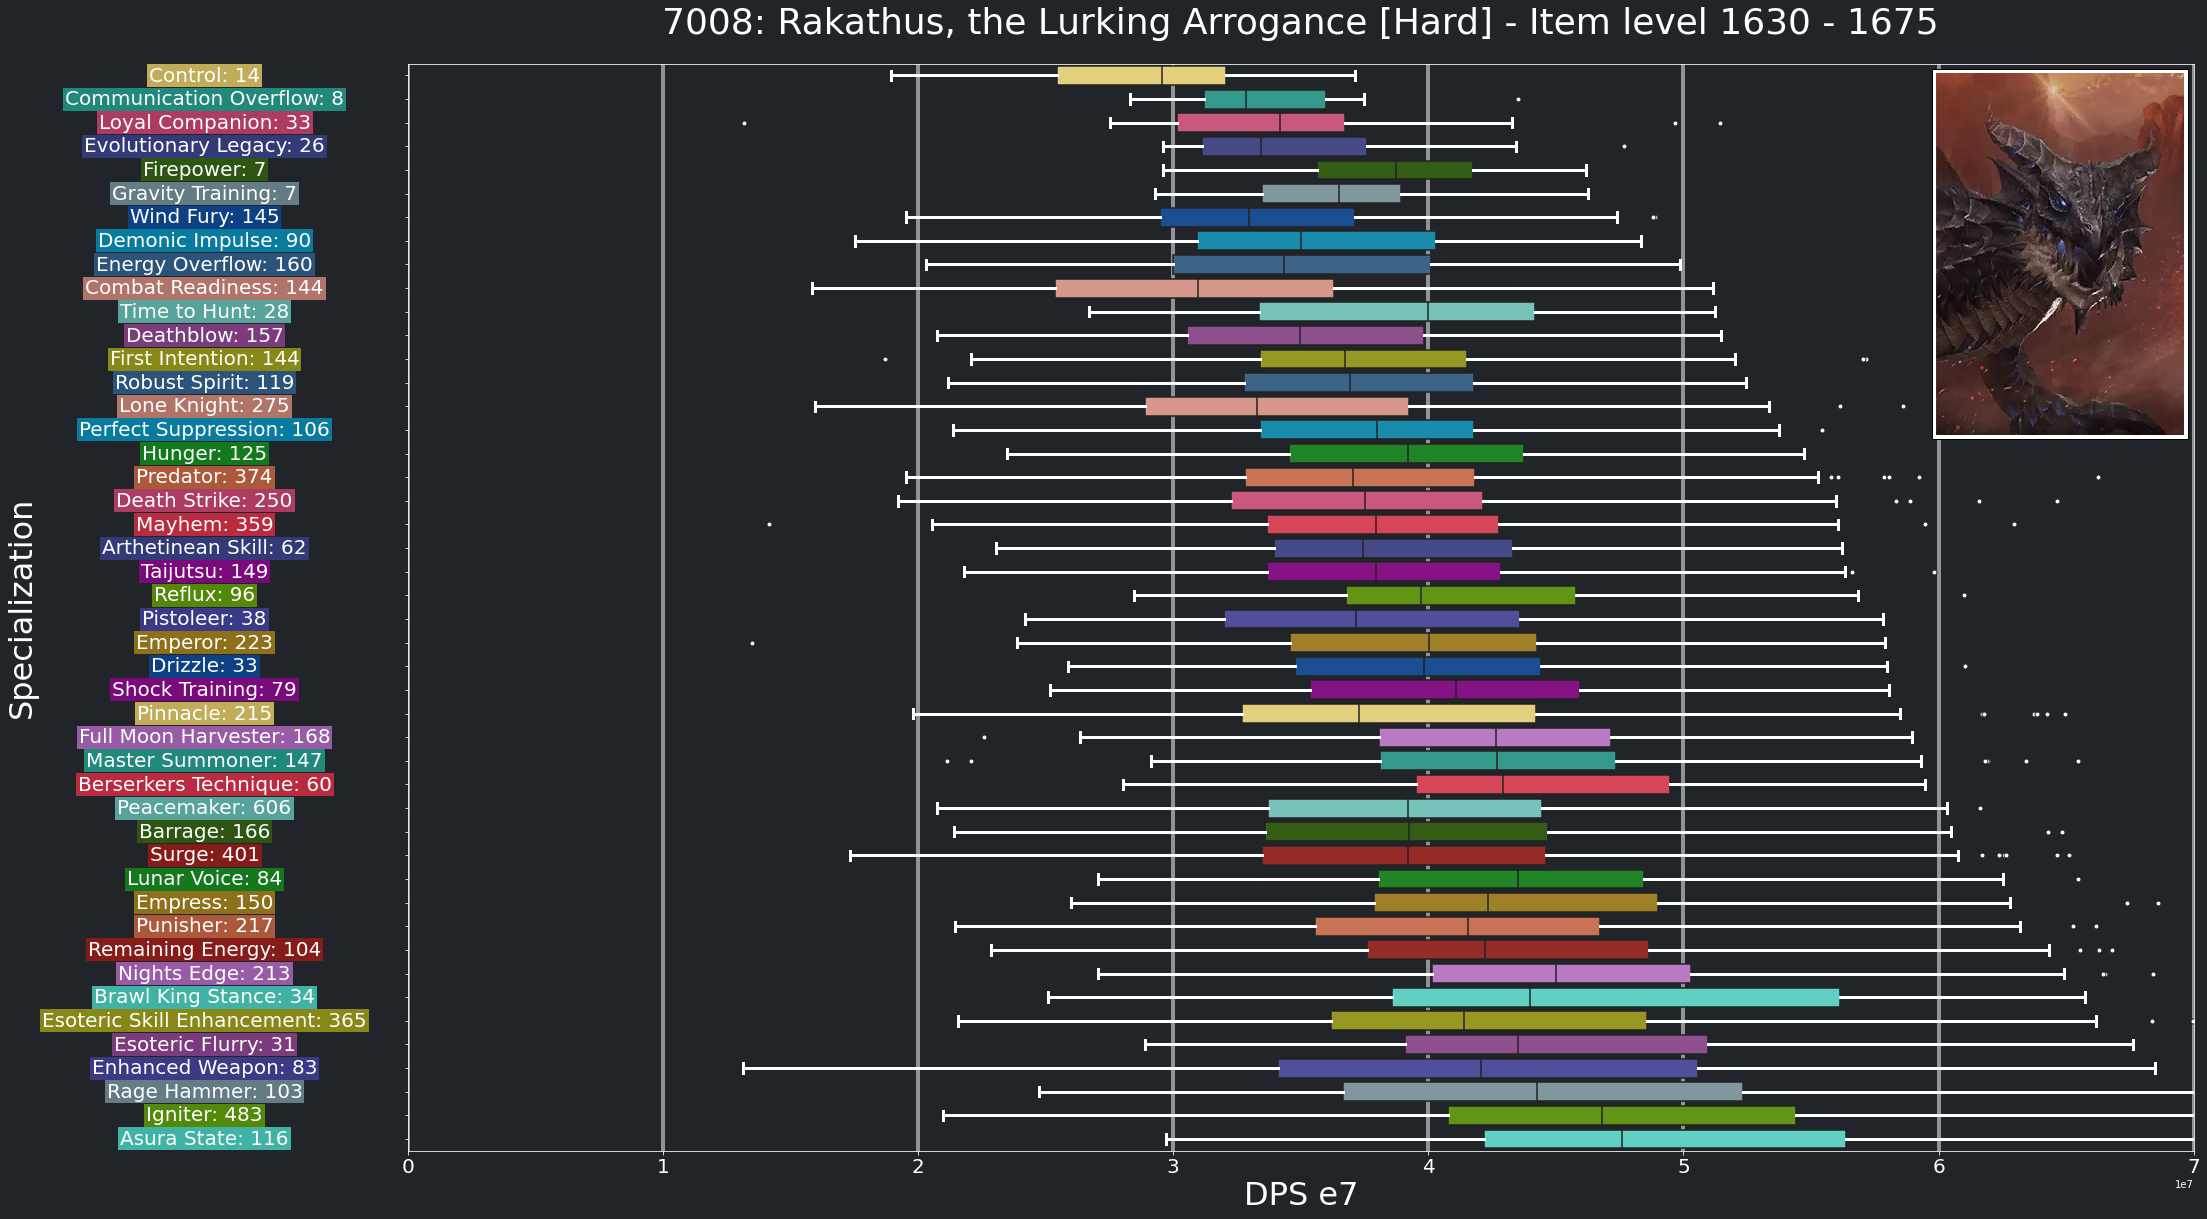 7008: Rakathus, the Lurking Arrogance [Hard] - Item level 1630 - 1675
Specialization
Control: 14
Communication Overflow: 8
Loyal Companion: 33
Evolutionary Legacy: 26
Firepower: 7
Gravity Training: 7
Wind Fury: 145
Demonic Impulse: 90
Energy Overflow: 160
Combat Readiness: 144
Time to Hunt: 28
Deathblow: 157
First Intention: 144
Robust Spirit: 119
Lone Knight: 275
Perfect Suppression: 106
Hunger: 125
Predator: 374
Death Strike: 250
Mayhem: 359
Arthetinean Skill: 62
Taijutsu: 149
Reflux: 96
Pistoleer: 38
Emperor: 223
Drizzle: 33
Shock Training: 79
Pinnacle: 215
Full Moon Harvester: 168
Master Summoner: 147
Berserkers Technique: 60
Peacemaker: 606
Barrage: 166
Surge: 401
Lunar Voice: 84
Empress: 150
Punisher: 217
Remaining Energy: 104
Nights Edge: 213
Brawl King Stance: 34
Esoteric Skill Enhancement: 365
Esoteric Flurry: 31
Enhanced Weapon: 83
Rage Hammer: 103
Igniter: 483
Asura State: 116
0 1 2 3 4 5 6 7
DPS e7
1e7